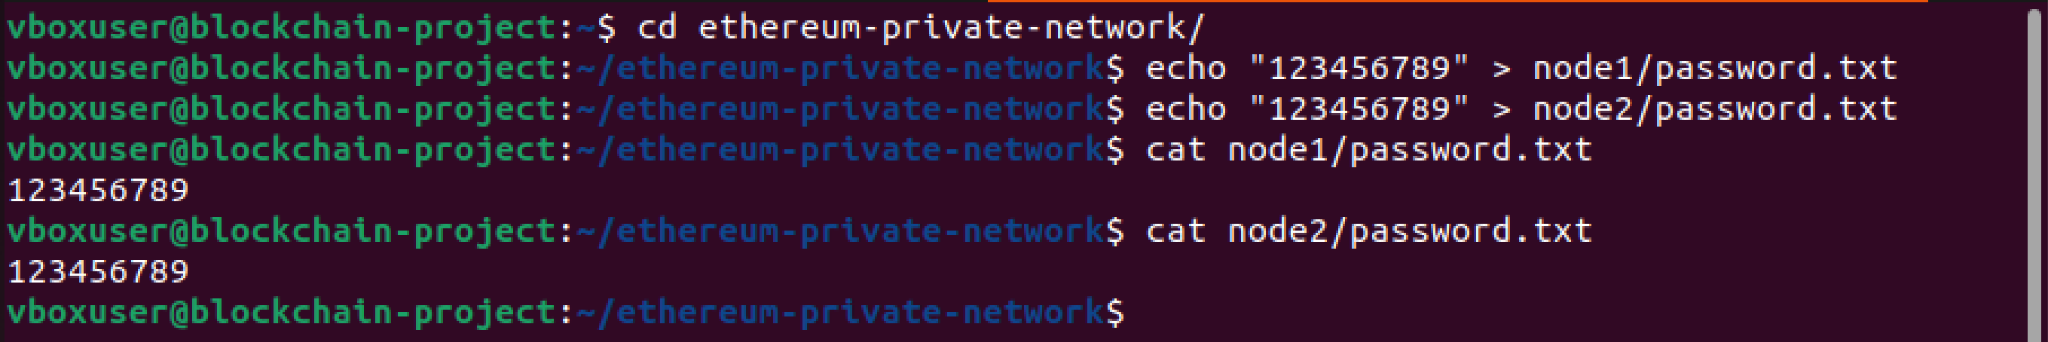 vboxuser@blockchain-project:~$ cd ethereum-private-network/
vboxuser@blockchain-project:~/ethereum-private-network$ echo "123456789" > node1/password.txt
vboxuser@blockchain-project:~/ethereum-private-network$ echo "123456789" > node2/password.txt
vboxuser@blockchain-project:~/ethereum-private-network$ cat node1/password.txt
123456789
vboxuser@blockchain-project:~/ethereum-private-network$ cat node2/password.txt
123456789
vboxuser@blockchain-project:~/ethereum-private-network$